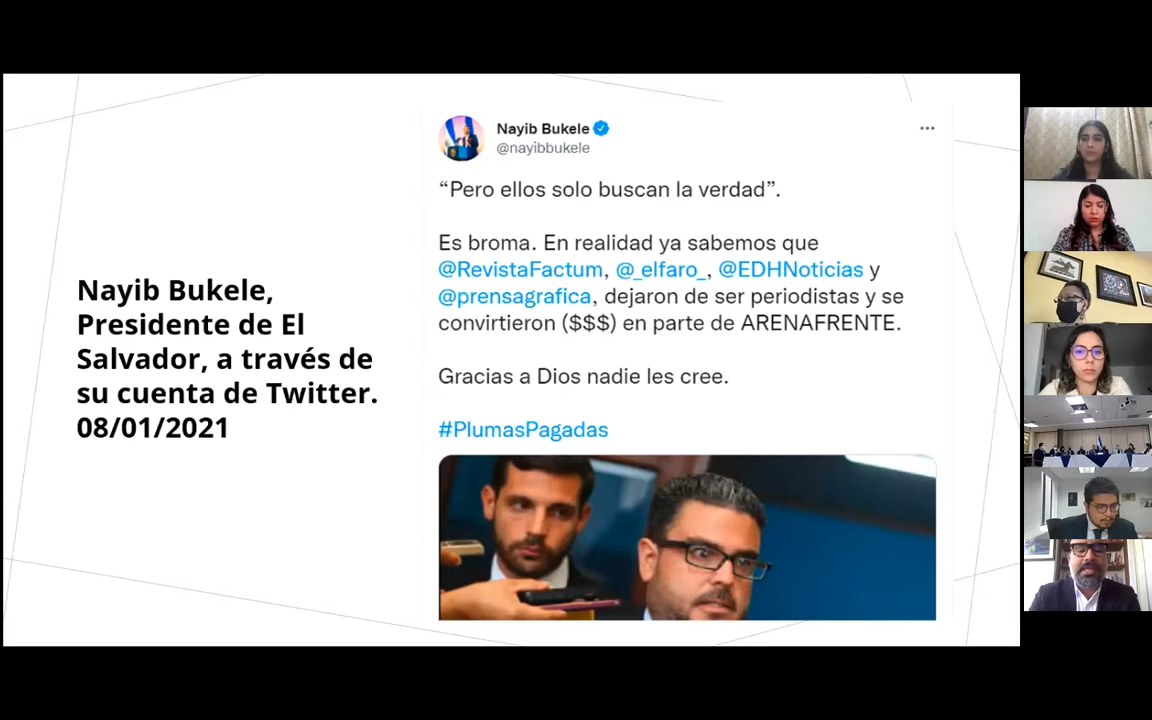 Nayib Bukele,
Presidente de El
Salvador, a través de
su cuenta de Twitter.
08/01/2021
Nayib Bukele
@nayibbukele
“Pero ellos solo buscan la verdad”.
Es broma. En realidad ya sabemos que
@RevistaFactum, @_elfaro_, @EDHNoticias y
@prensagrafica, dejaron de ser periodistas y se
convirtieron ($$$) en parte de ARENAFRENTE.
Gracias a Dios nadie les cree.
#PlumasPagadas